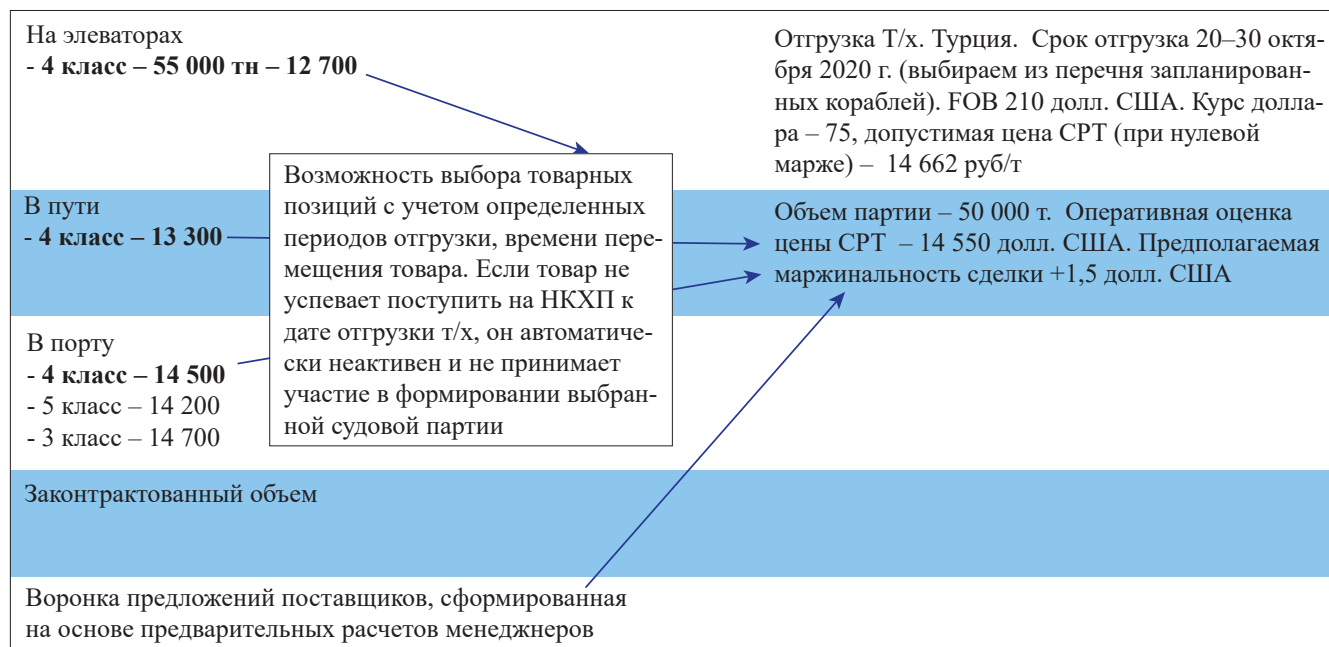 На элеваторах
- 4 класс – 55 000 тн – 12 700
Отгрузка Т/х. Турция. Срок отгрузка 20–30 октя-
бря 2020 г. (выбираем из перечня запланирован-
ных кораблей). FOB 210 долл. США. Курс долла-
ра – 75, допустимая цена СРТ (при нулевой
марже) – 14 662 руб/т
Возможность выбора товарных
позиций с учетом определенных
периодов отгрузки, времени пере-
мещения товара. Если товар не
успевает поступить на НКХП к
дате отгрузки т/х, он автоматиче-
ски неактивен и не принимает
участие в формировании выбран-
ной судовой партии
В пути
- 4 класс – 13 300
Объем партии – 50 000 т. Оперативная оценка
цены СРТ – 14 550 долл. США. Предполагаемая
маржинальность сделки +1,5 долл. США
В порту
- 4 класс – 14 500
- 5 класс – 14 200
- 3 класс – 14 700
Законтрактованный объем
Воронка предложений поставщиков, сформированная
на основе предварительных расчетов менеджеров